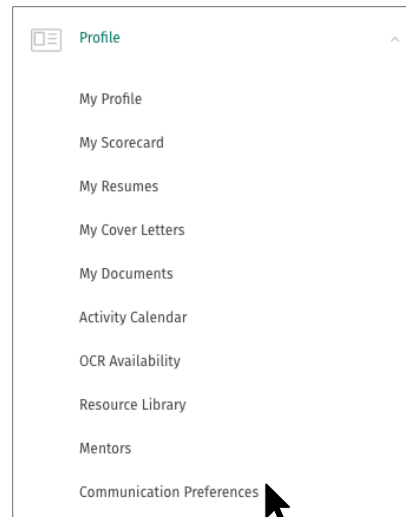 Profile
My Profile
My Scorecard
My Resumes
My Cover Letters
My Documents
Activity Calendar
OCR Availability
Resource Library
Mentors
Communication Preferences